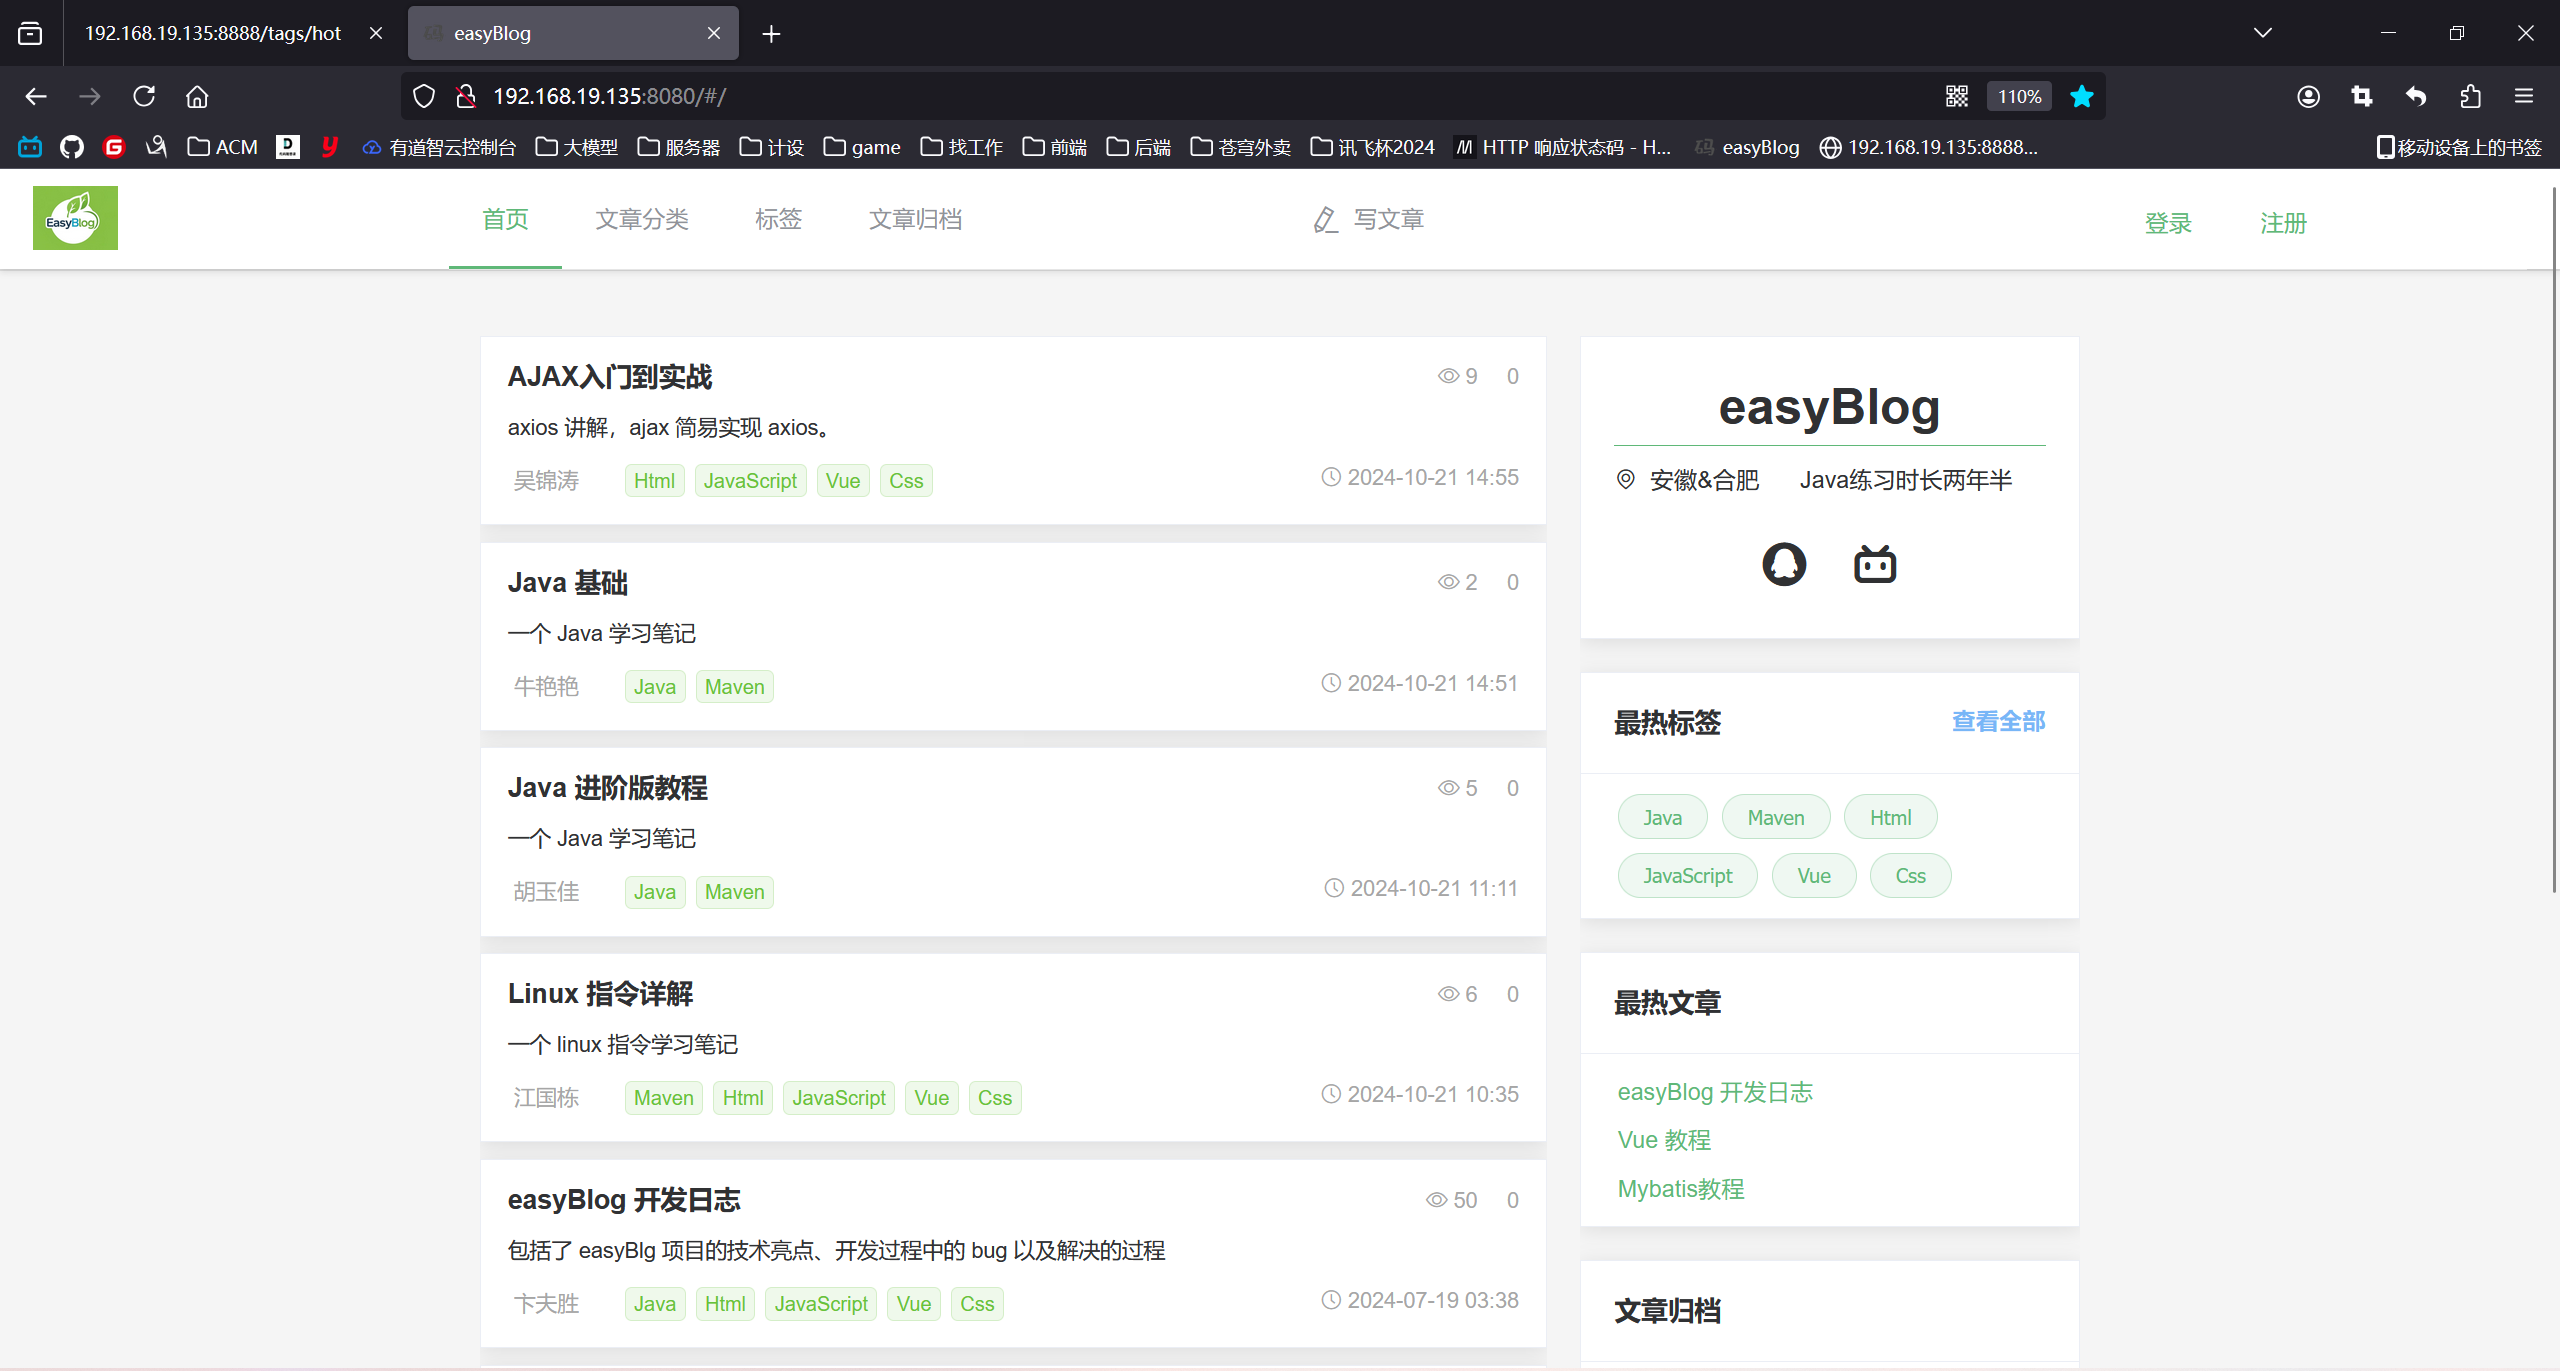 192.168.19.135:8888/tags/hot
easyBlog
192.168.19.135:8080/#/
110%
ACM
有道智云控制台
大模型
服务器
计设
game
找工作
前端
后端
苍穹外卖
讯飞杯2024
HTTP 响应状态码 - H...
easyBlog
192.168.19.135:8888...
移动设备上的书签
EasyBlog
首页
文章分类
标签
文章归档
写文章
登录
注册
AJAX入门到实战
9 0
axios 讲解，ajax 简易实现 axios。
吴锦涛 Html JavaScript Vue Css 2024-10-21 14:55
Java 基础
2 0
一个 Java 学习笔记
牛艳艳 Java Maven 2024-10-21 14:51
Java 进阶版教程
5 0
一个 Java 学习笔记
胡玉佳 Java Maven 2024-10-21 11:11
Linux 指令详解
6 0
一个 linux 指令学习笔记
江国栋 Maven Html JavaScript Vue Css 2024-10-21 10:35
easyBlog 开发日志
50 0
包括了 easyBlg 项目的技术亮点、开发过程中的 bug 以及解决的过程
卞夫胜 Java Html JavaScript Vue Css 2024-07-19 03:38
easyBlog
安徽&合肥 Java练习时长两年半
最热标签 查看全部
Java Maven Html
JavaScript Vue Css
最热文章
easyBlog 开发日志
Vue 教程
Mybatis教程
文章归档